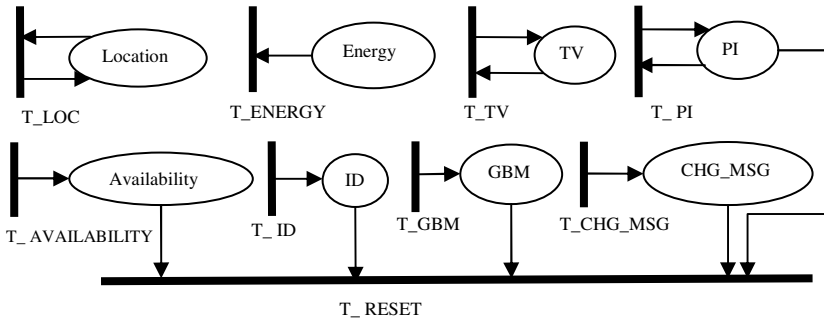 Location
Energy
TV
PI
T_LOC
T_ENERGY
T_TV
T_ PI
Availability
ID
GBM
CHG_MSG
T_ AVAILABILITY
T_ ID
T_GBM
T_CHG_MSG
T_ RESET